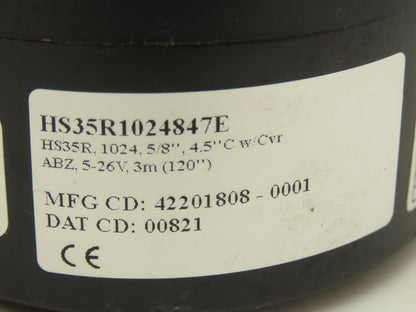 HS35R1024847E
HS35R, 1024, 5/8", 4.5"C w/Cvr
ABZ, 5-26V, 3m (120")
MFG CD: 42201808 - 0001
DAT CD: 00821
CE